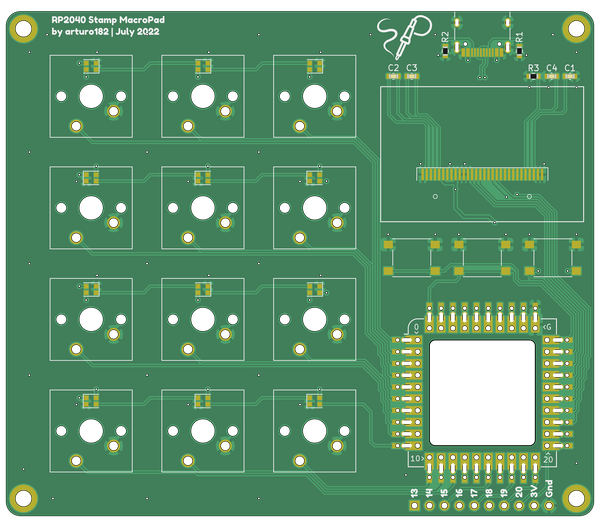 RP2040 Stamp MacroPad
by arturo182 | July 2022
R2
R1
C2
C3
R3
C4
C1
0
<G
10>
20
13
14
15
16
17
18
19
20
3V
Gnd